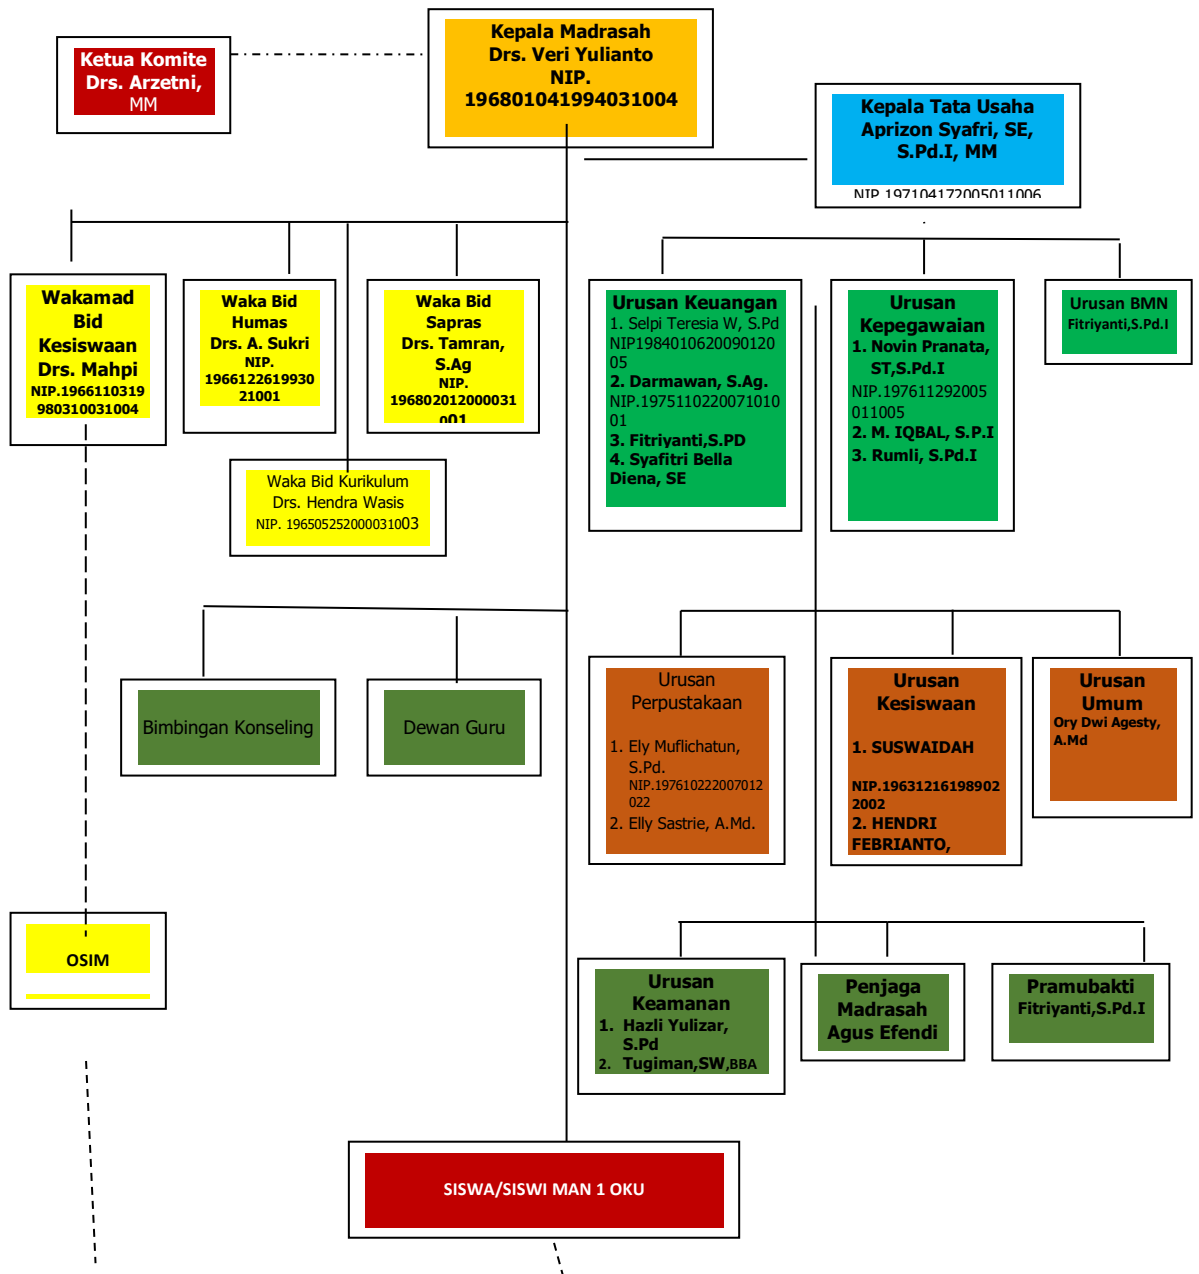 Kepala Madrasah
Drs. Veri Yulianto
NIP.
196801041994031004
Ketua Komite
Drs. Arzetni,
MM
Kepala Tata Usaha
Aprizon Syafri, SE,
S.Pd.I, MM
NIP.197104172005011006
Wakamad
Bid
Kesiswaan
Drs. Mahpi
NIP.1966110319
980310031004
Waka Bid
Humas
Drs. A. Sukri
NIP.
1966122619930
21001
Waka Bid
Sapras
Drs. Tamran,
S.Ag
NIP.
196802012000031
001
Waka Bid Kurikulum
Drs. Hendra Wasis
NIP. 196505252000031003
Urusan Keuangan
1. Selpi Teresia W, S.Pd
NIP1984010620090120
05
2. Darmawan, S.Ag.
NIP.19751102200710​10
01
3. Fitriyanti,S.PD
4. Syafitri Bella
Diena, SE
Urusan
Kepegawaian
1. Novin Pranata,
ST,S.Pd.I
NIP.197611292005
011005
2. M. IQBAL, S.P.I
3. Rumli, S.Pd.I
Urusan BMN
Fitriyanti,S.Pd.I
Bimbingan Konseling
Dewan Guru
Urusan
Perpustakaan
1. Ely Muflichatun,
S.Pd.
NIP.197610222007012
022
2. Elly Sastrie, A.Md.
Urusan
Kesiswaan
1. SUSWAIDAH
NIP.19631216198902
2002
2. HENDRI
FEBRIANTO,
Urusan
Umum
Ory Dwi Agesty,
A.Md
OSIM
Urusan
Keamanan
1. Hazli Yulizar,
S.Pd
2. Tugiman,SW,BBA
Penjaga
Madrasah
Agus Efendi
Pramubakti
Fitriyanti,S.Pd.I
SISWA/SISWI MAN 1 OKU